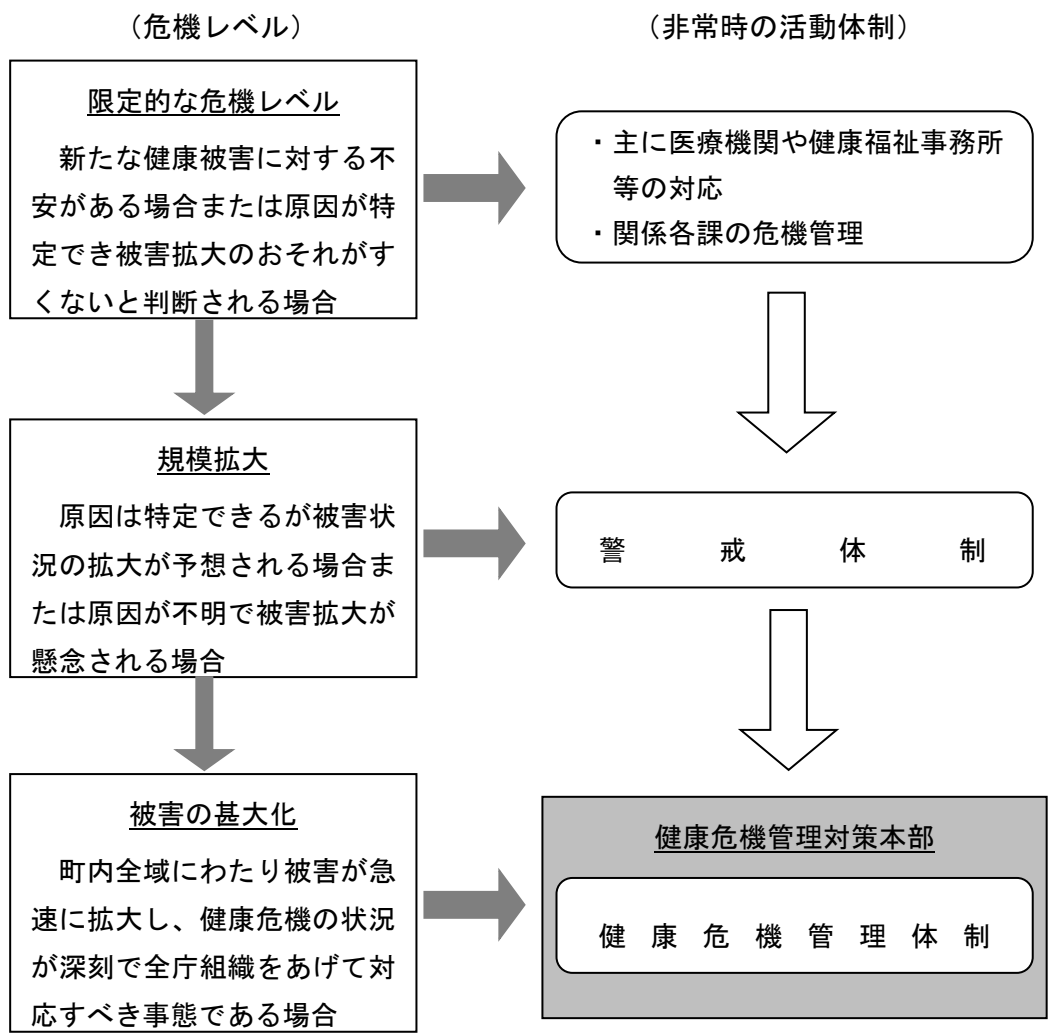 (危機レベル)
(非常時の活動体制)
限定的な危機レベル
新たな健康被害に対する不
安がある場合または原因が特
定でき被害拡大のおそれがす
くないと判断される場合
・主に医療機関や健康福祉事務所
等の対応
・関係各課の危機管理
規模拡大
原因は特定できるが被害状
況の拡大が予想される場合ま
たは原因が不明で被害拡大が
懸念される場合
警戒体制
被害の甚大化
町内全域にわたり被害が急
速に拡大し、健康危機の状況
が深刻で全庁組織をあげて対
応すべき事態である場合
健康危機管理対策本部
健康危機管理体制